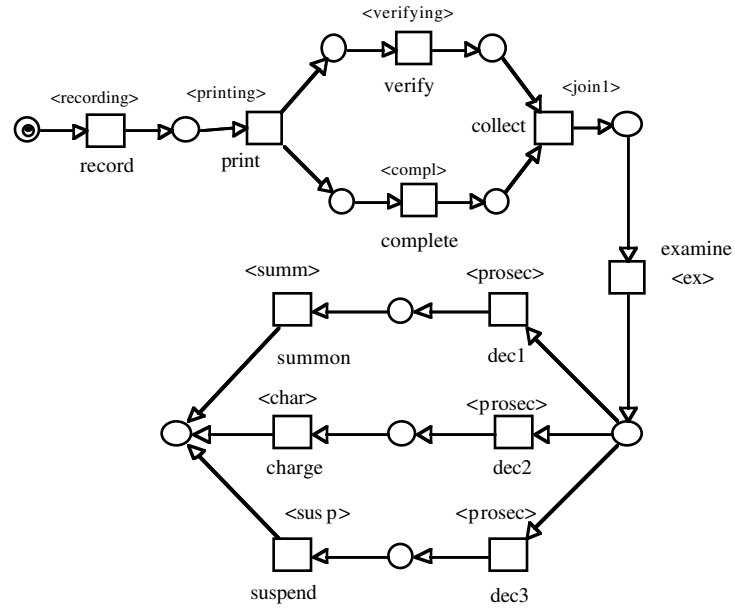 <verifying>
verify
<recording>
<printing>
<join1>
record
print
collect
<compl>
complete
examine
<ex>
<summ>
<prosec>
summon
dec1
<char>
<prosec>
charge
dec2
<sus p>
<prosec>
suspend
dec3